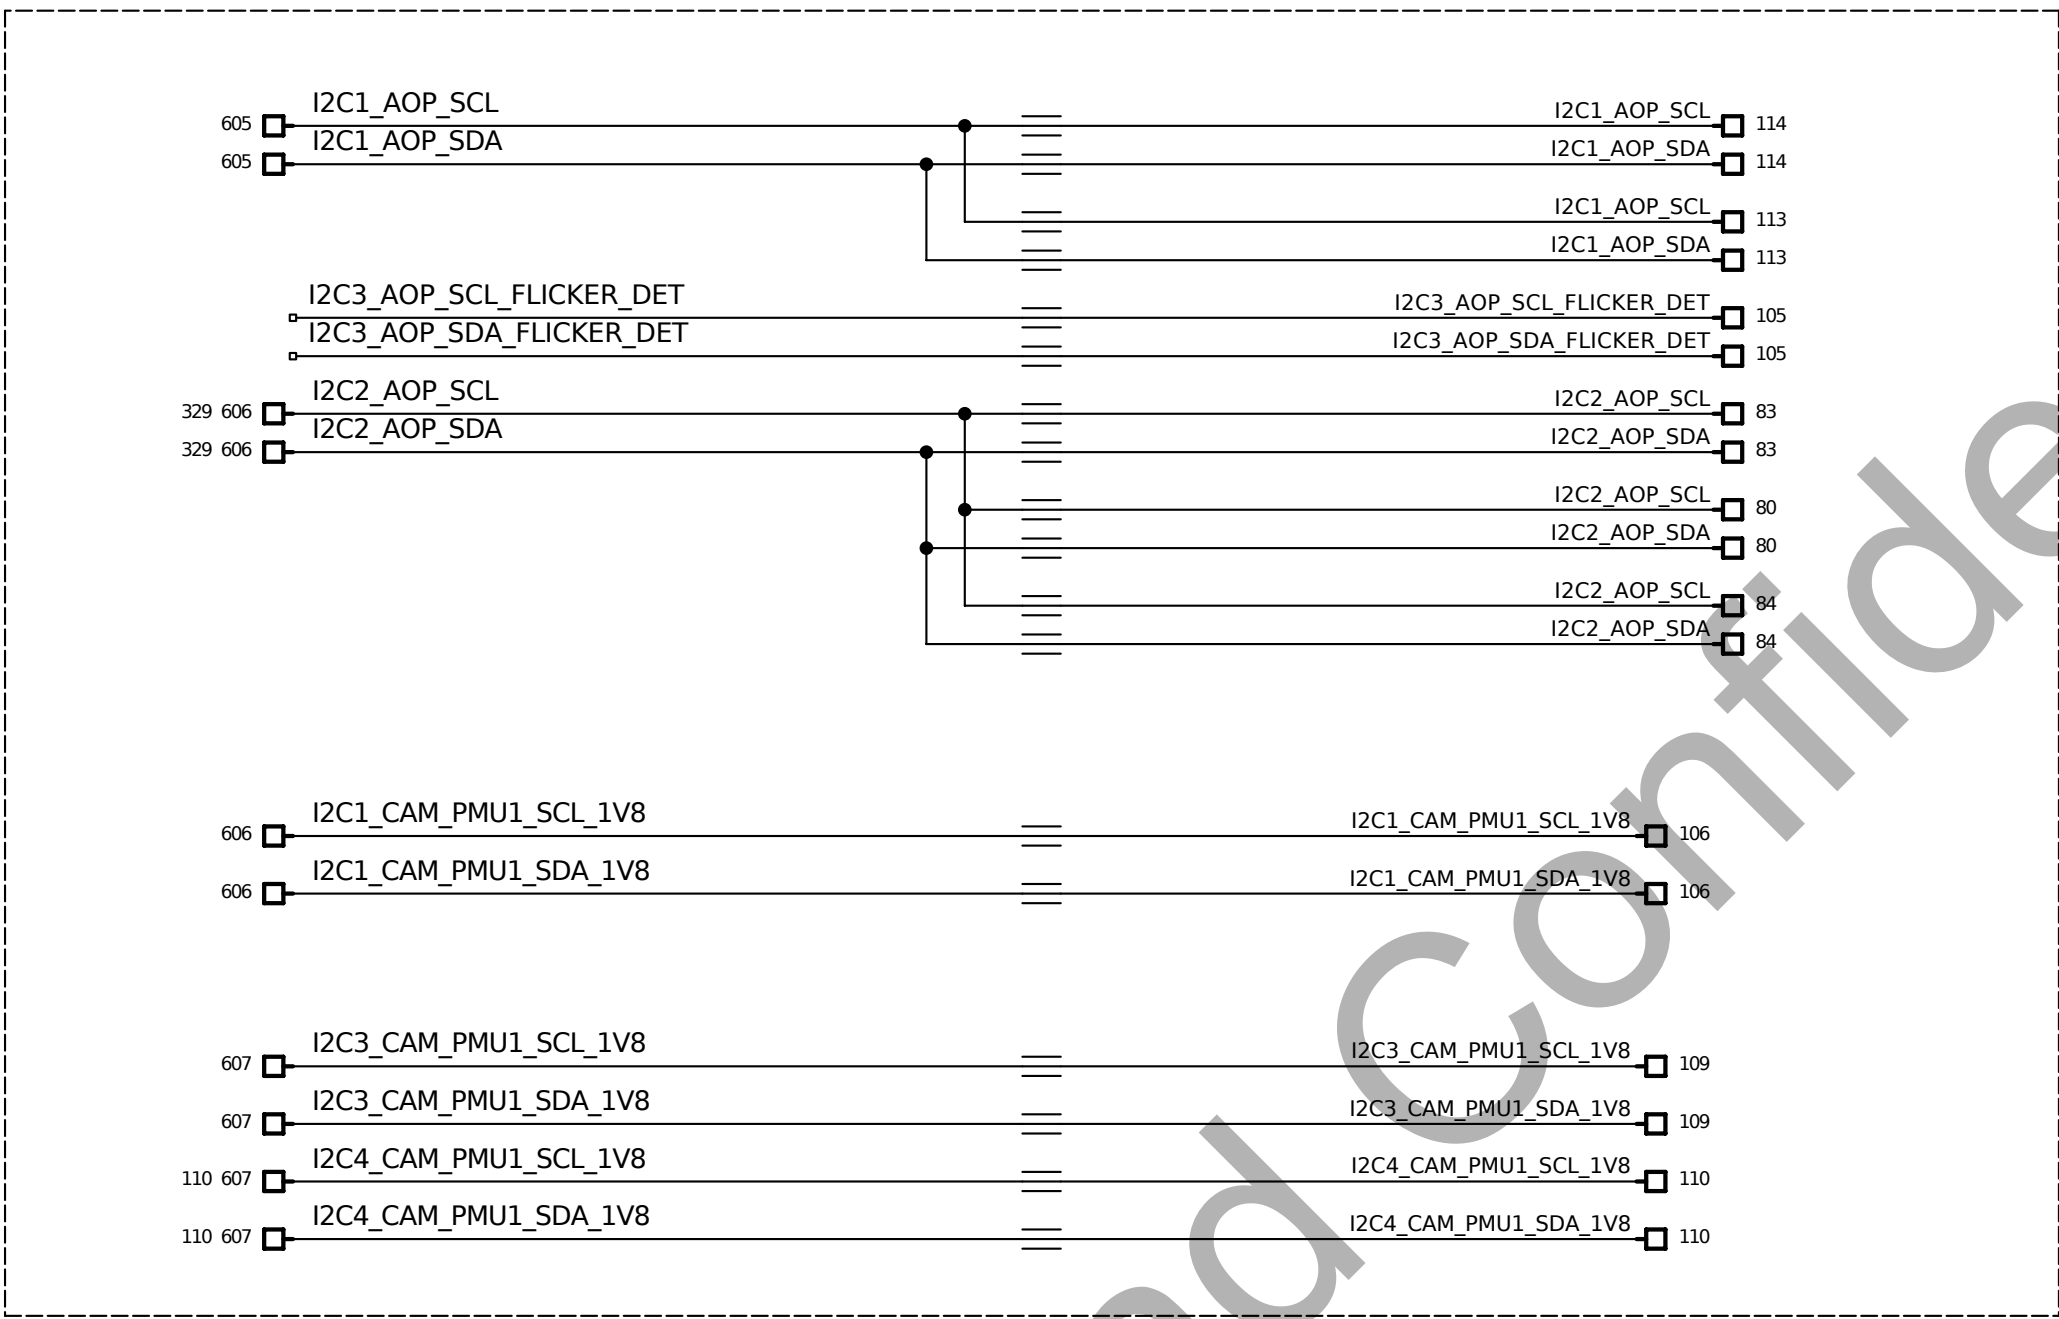 I2C1_AOP_SCL
605
I2C1_AOP_SCL
114
I2C1_AOP_SDA
605
I2C1_AOP_SDA
114
I2C1_AOP_SCL
113
I2C1_AOP_SDA
113
I2C3_AOP_SCL_FLICKER_DET
I2C3_AOP_SCL_FLICKER_DET
105
I2C3_AOP_SDA_FLICKER_DET
I2C3_AOP_SDA_FLICKER_DET
105
I2C2_AOP_SCL
329 606
I2C2_AOP_SCL
83
I2C2_AOP_SDA
329 606
I2C2_AOP_SDA
83
I2C2_AOP_SCL
80
I2C2_AOP_SDA
80
I2C2_AOP_SCL
84
I2C2_AOP_SDA
84
I2C1_CAM_PMU1_SCL_1V8
606
I2C1_CAM_PMU1_SCL_1V8
106
I2C1_CAM_PMU1_SDA_1V8
606
I2C1_CAM_PMU1_SDA_1V8
106
I2C3_CAM_PMU1_SCL_1V8
607
I2C3_CAM_PMU1_SCL_1V8
109
I2C3_CAM_PMU1_SDA_1V8
607
I2C3_CAM_PMU1_SDA_1V8
109
I2C4_CAM_PMU1_SCL_1V8
110 607
I2C4_CAM_PMU1_SCL_1V8
110
I2C4_CAM_PMU1_SDA_1V8
110 607
I2C4_CAM_PMU1_SDA_1V8
110